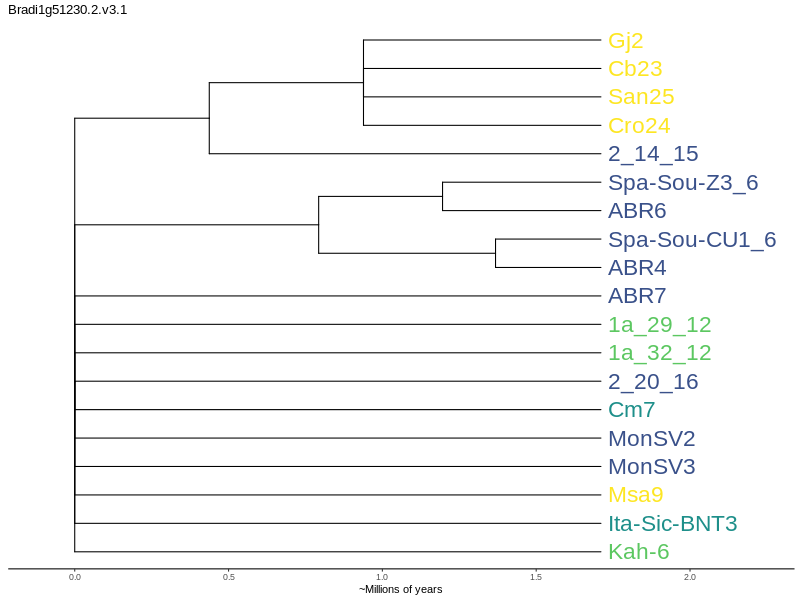 Bradi1g51230.2.v3.1
Gj2
Cb23
San25
Cro24
2_14_15
Spa-Sou-Z3_6
ABR6
Spa-Sou-CU1_6
ABR4
ABR7
1a_29_12
1a_32_12
2_20_16
Cm7
MonSV2
MonSV3
Msa9
Ita-Sic-BNT3
Kah-6
0.0 0.5 1.0 1.5 2.0
~Millions of years